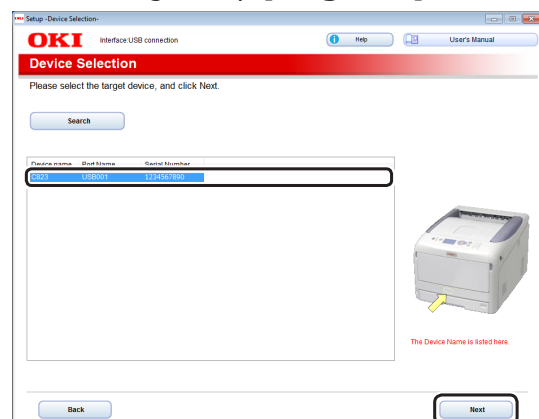 Setup -Device Selection-
OKI Interface:USB connection Help User's Manual
Device Selection
Please select the target device, and click Next.
Search
Device name Port Name Serial Number
C823 USB001 1234567890
The Device Name is listed here.
Back Next